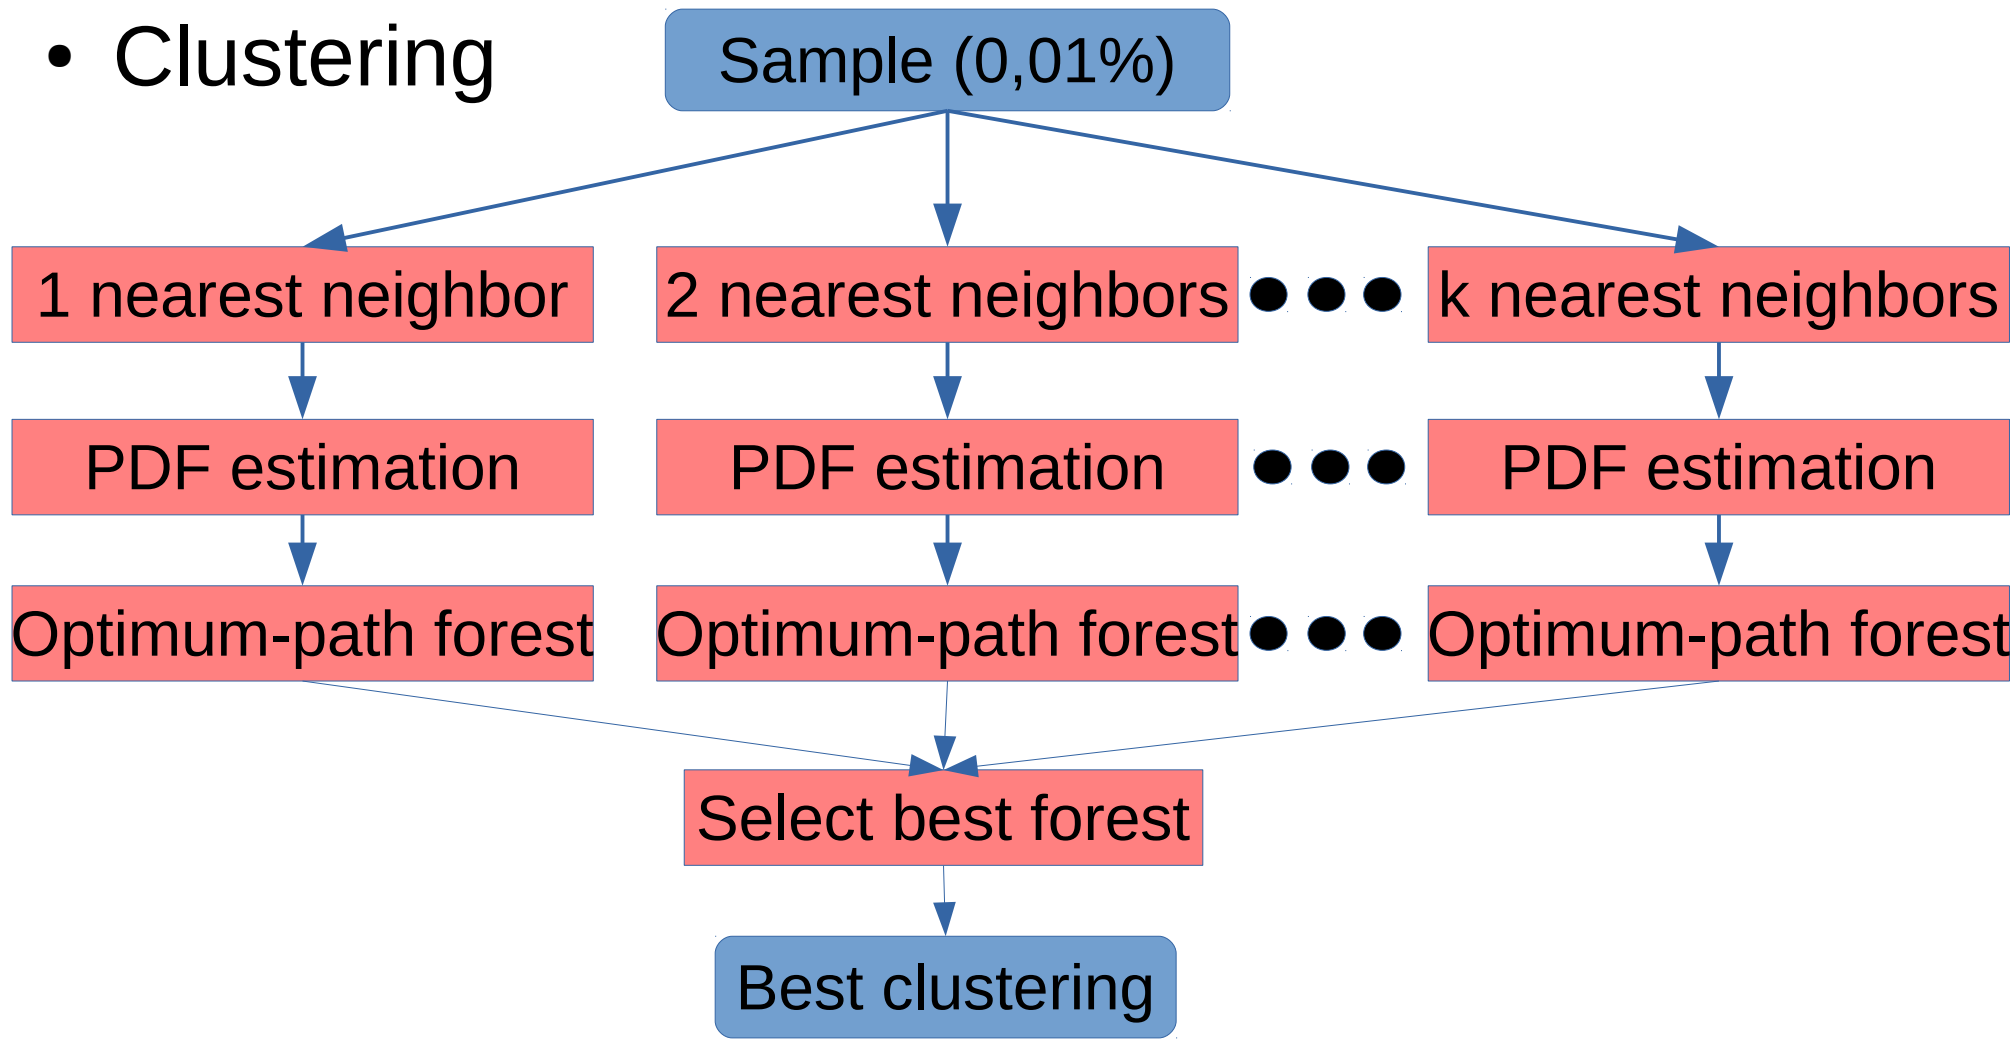 • Clustering
Sample (0,01%)
1 nearest neighbor
2 nearest neighbors
k nearest neighbors
PDF estimation
PDF estimation
PDF estimation
Optimum-path forest
Optimum-path forest
Optimum-path forest
Select best forest
Best clustering